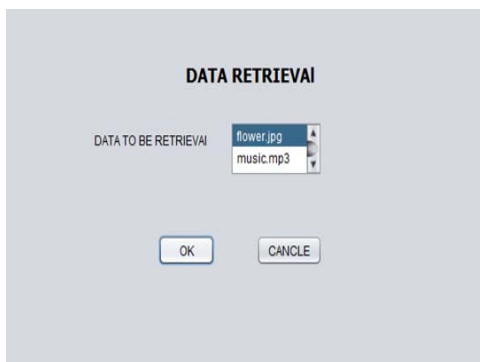 DATA RETRIEVAl
DATA TO BE RETRIEVAl
flower.jpg
music.mp3
OK CANCLE